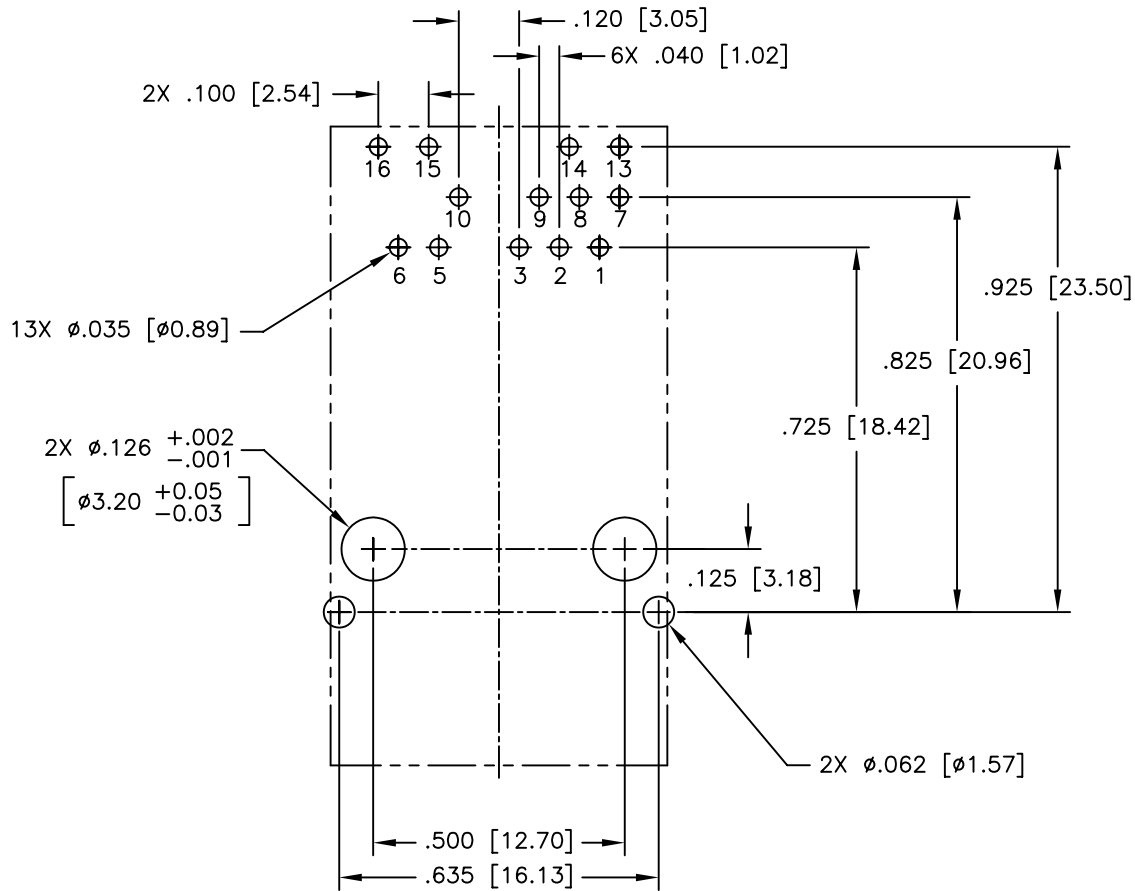 .120 [3.05]
6X .040 [1.02]
2X .100 [2.54]
16 15 14 13
10 9 8 7
6 5 3 2 1
.925 [23.50]
13X ø.035 [ø0.89]
.825 [20.96]
.725 [18.42]
2X ø.126 +.002 -.001
[ø3.20 +0.05 -0.03]
.125 [3.18]
2X ø.062 [ø1.57]
.500 [12.70]
.635 [16.13]